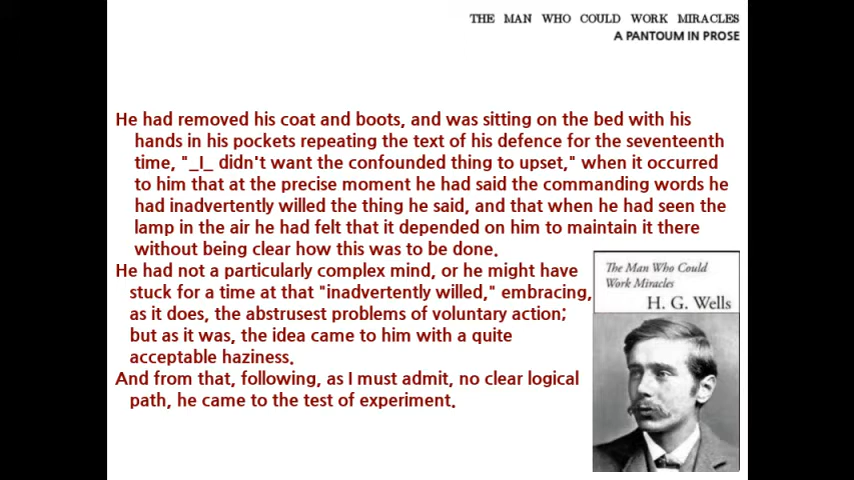 THE MAN WHO COULD WORK MIRACLES
A PANTOUM IN PROSE
He had removed his coat and boots, and was sitting on the bed with his
hands in his pockets repeating the text of his defence for the seventeenth
time, "_I_ didn't want the confounded thing to upset," when it occurred
to him that at the precise moment he had said the commanding words he
had inadvertently willed the thing he said, and that when he had seen the
lamp in the air he had felt that it depended on him to maintain it there
without being clear how this was to be done.
He had not a particularly complex mind, or he might have
stuck for a time at that "inadvertently willed," embracing,
as it does, the abstrusest problems of voluntary action;
but as it was, the idea came to him with a quite
acceptable haziness.
And from that, following, as I must admit, no clear logical
path, he came to the test of experiment.
The Man Who Could
Work Miracles
H. G. Wells